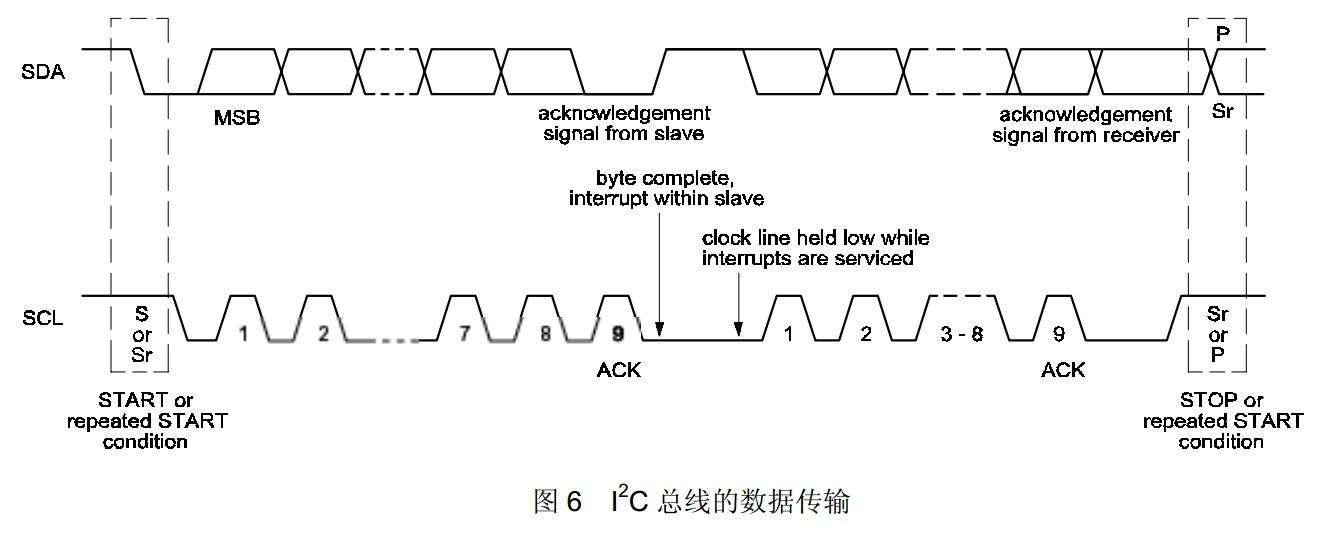 P
SDA
MSB
acknowledgement
signal from slave
acknowledgement
signal from receiver
Sr
byte complete,
interrupt within slave
clock line held low while
interrupts are serviced
SCL
S
or
Sr
1
2
7
8
9
1
2
3 - 8
9
Sr
or
P
ACK
ACK
START or
repeated START
condition
STOP or
repeated START
condition
图 6 I²C 总线的数据传输